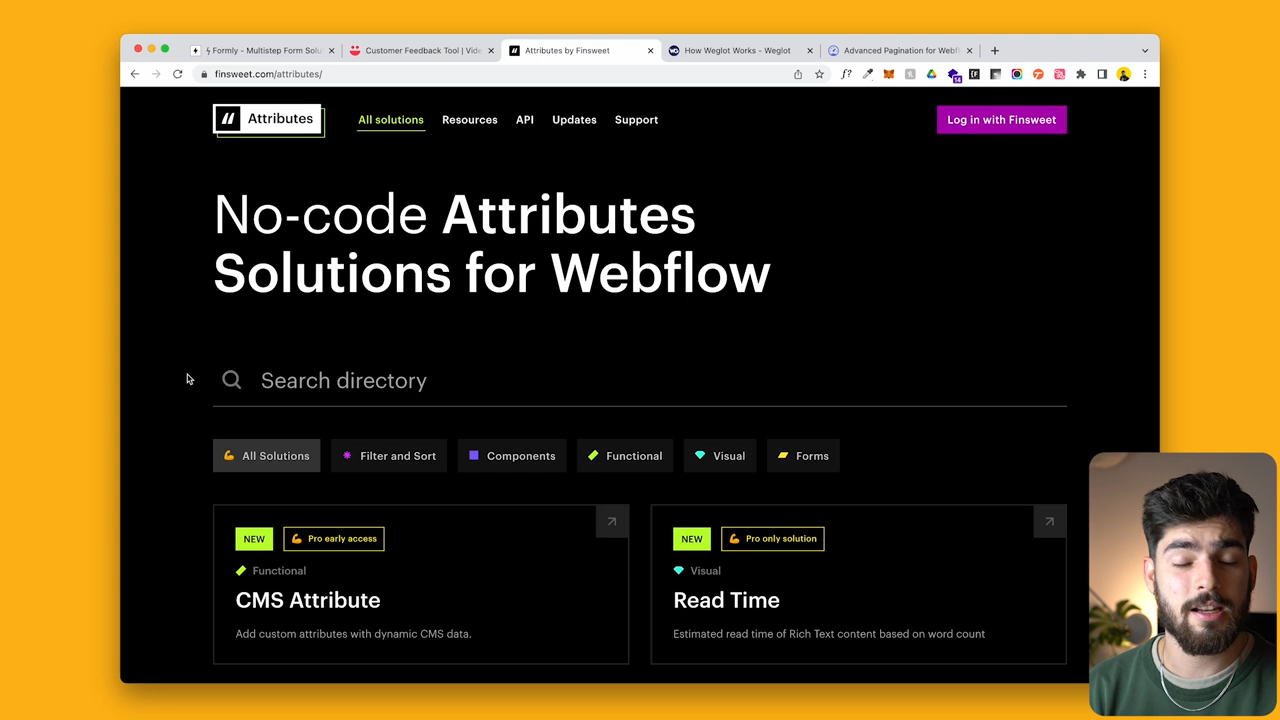 ϟ Formly - Multistep Form Solu
Customer Feedback Tool | Vide
Attributes by Finsweet
How Weglot Works - Weglot
Advanced Pagination for Webfl
finsweet.com/attributes/
f?
14
Attributes
All solutions
Resources
API
Updates
Support
Log in with Finsweet
No-code Attributes
Solutions for Webflow
Search directory
All Solutions
Filter and Sort
Components
Functional
Visual
Forms
NEW
Pro early access
Functional
CMS Attribute
Add custom attributes with dynamic CMS data.
NEW
Pro only solution
Visual
Read Time
Estimated read time of Rich Text content based on word count